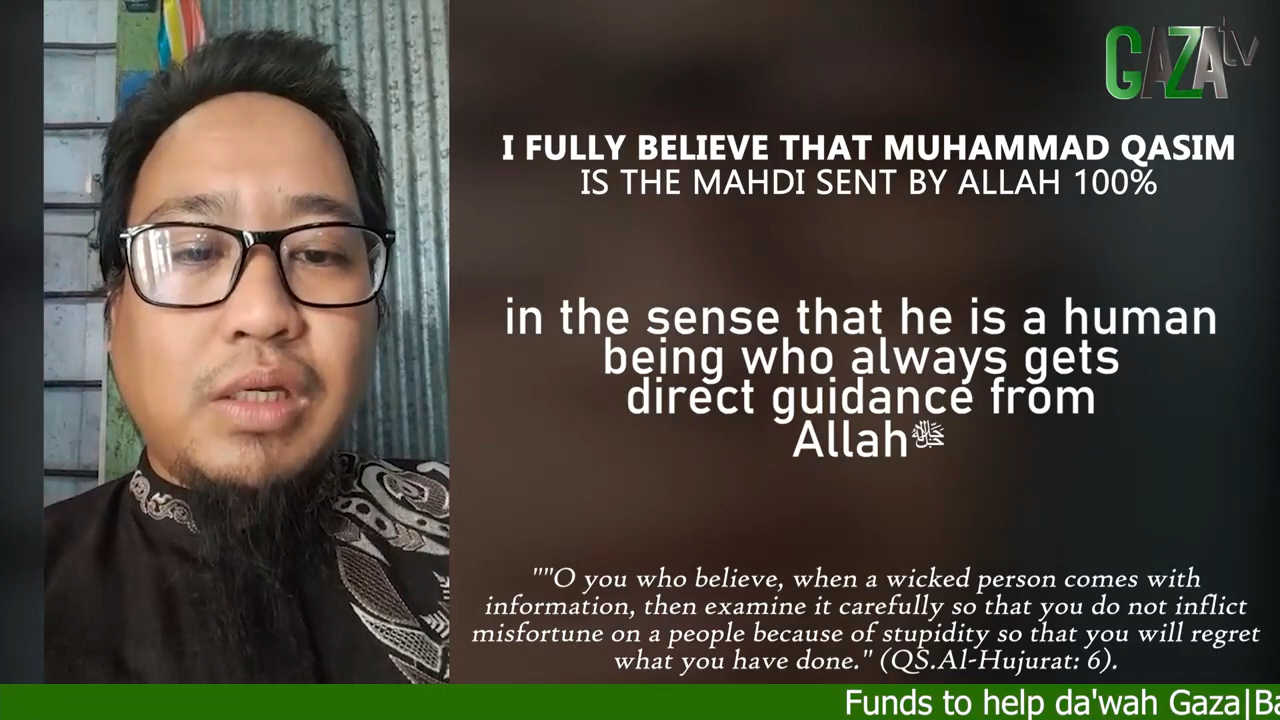 GAZAtv
I FULLY BELIEVE THAT MUHAMMAD QASIM
IS THE MAHDI SENT BY ALLAH 100%
in the sense that he is a human
being who always gets
direct guidance from
Allahﷻ
""O you who believe, when a wicked person comes with
information, then examine it carefully so that you do not inflict
misfortune on a people because of stupidity so that you will regret
what you have done." (QS.Al-Hujurat: 6).
Funds to help da'wah Gaza|Ba